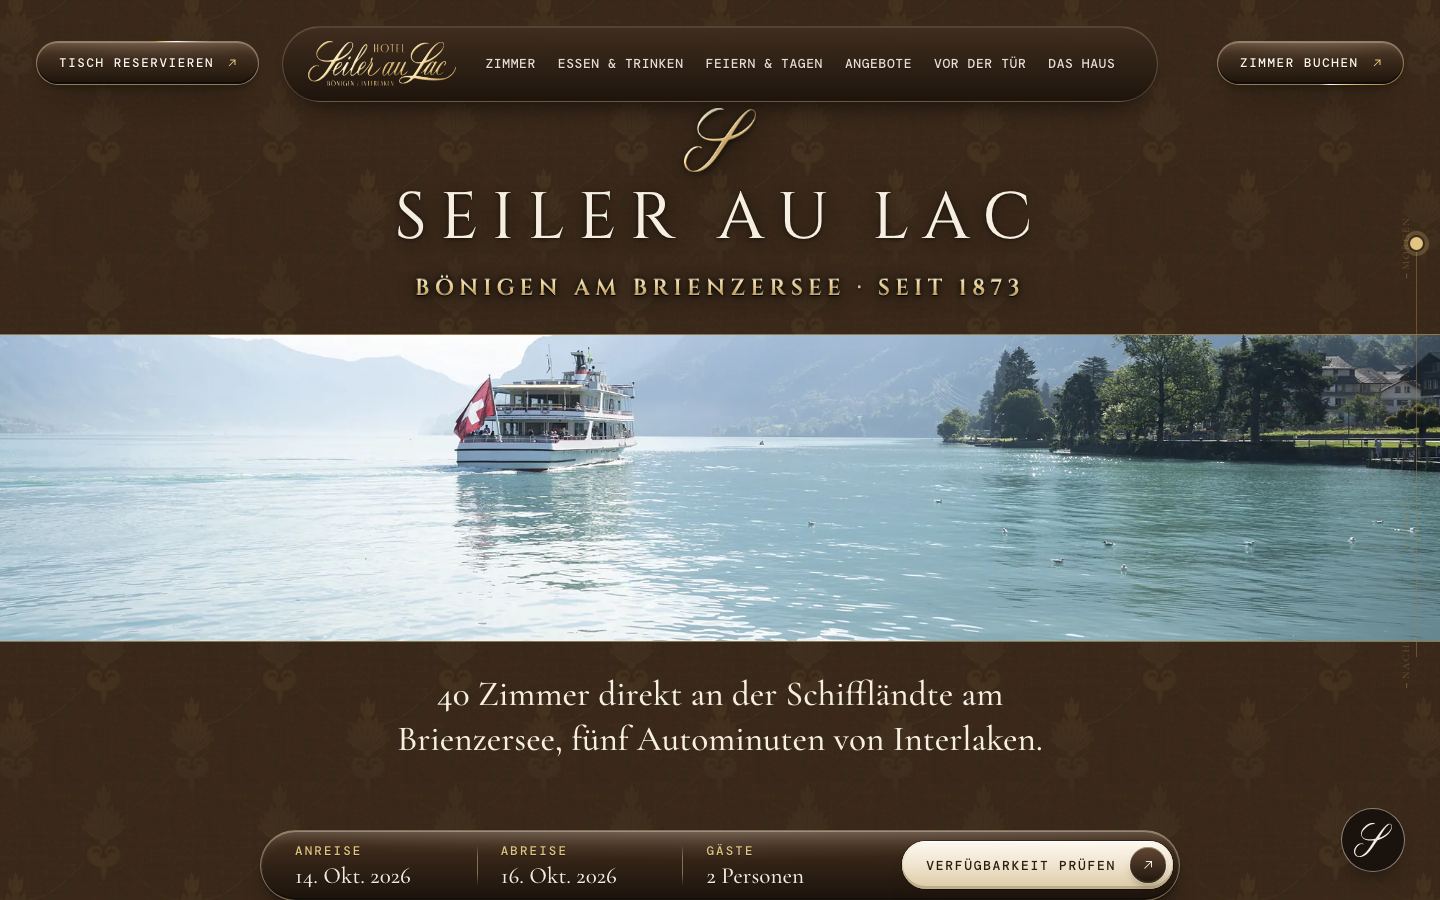 TISCH RESERVIEREN
HOTEL
Seiler au Lac
BÖNIGEN / INTERLAKEN
ZIMMER
ESSEN & TRINKEN
FEIERN & TAGEN
ANGEBOTE
VOR DER TÜR
DAS HAUS
ZIMMER BUCHEN
S
SEILER AU LAC
BÖNIGEN AM BRIENZERSEE · SEIT 1873
40 Zimmer direkt an der Schiffländte am
Brienzersee, fünf Autominuten von Interlaken.
ANREISE
14. Okt. 2026
ABREISE
16. Okt. 2026
GÄSTE
2 Personen
VERFÜGBARKEIT PRÜFEN
S